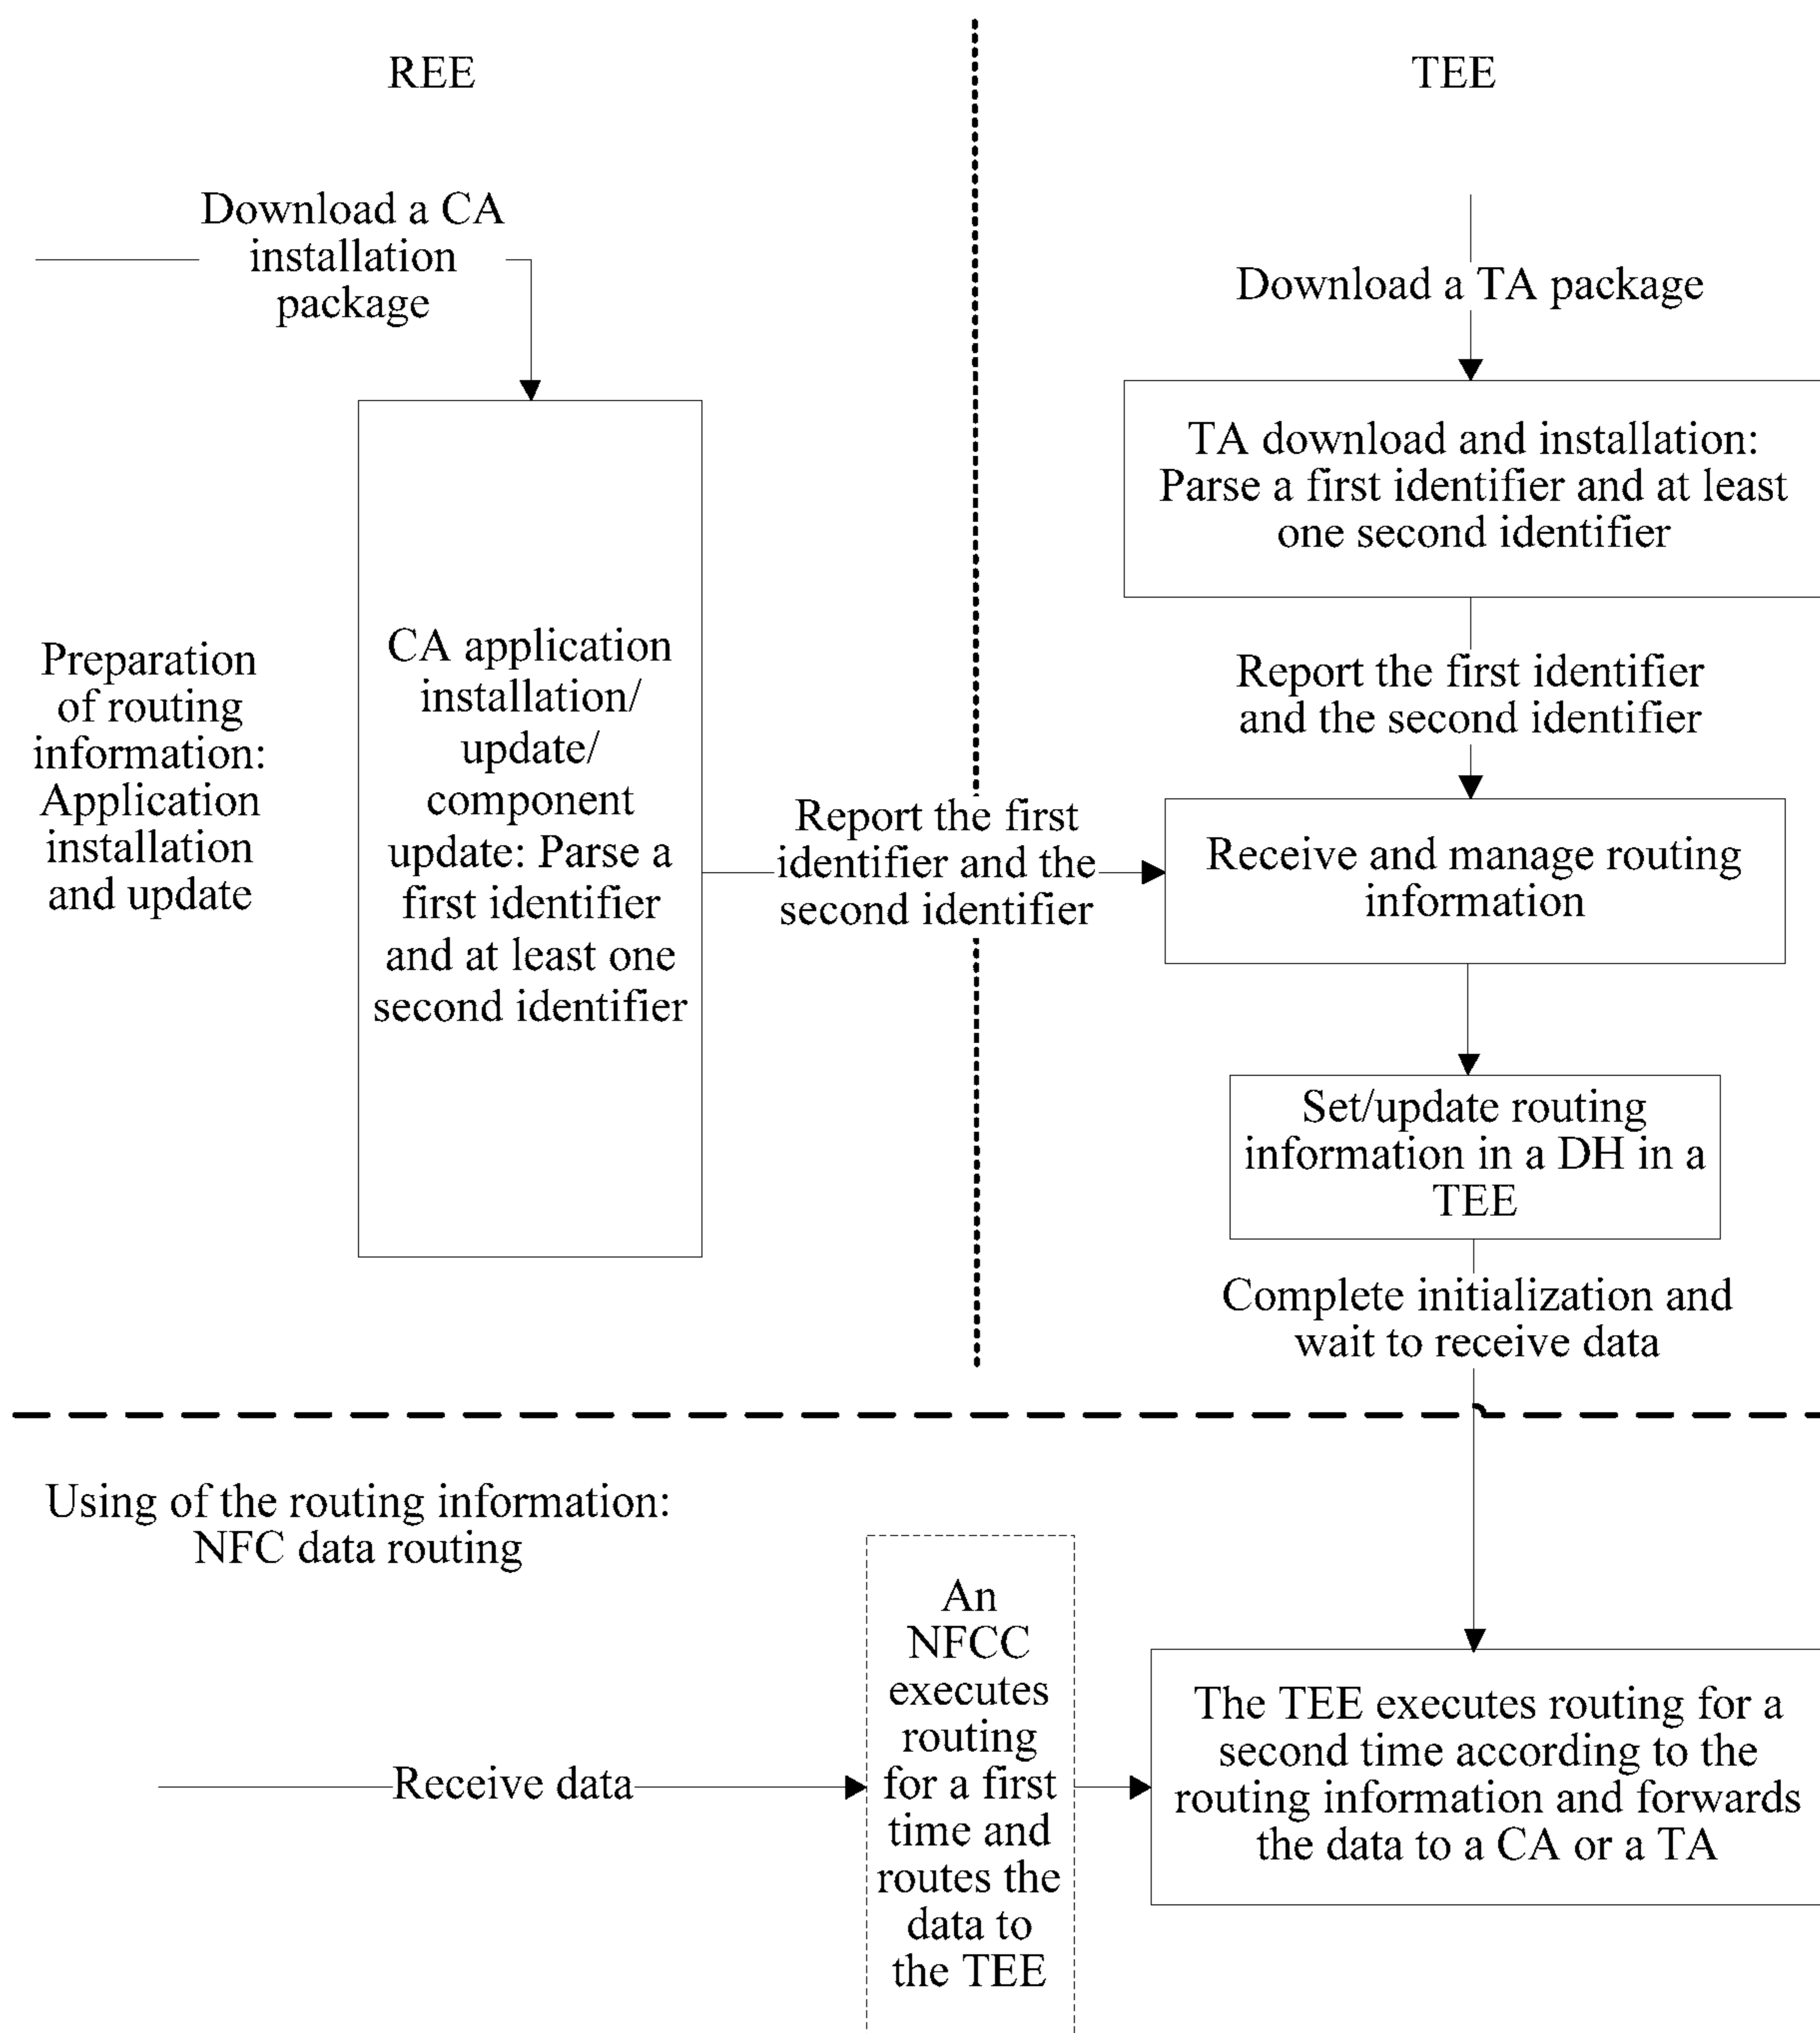 REE
TEE
Download a CA
installation
package
Download a TA package
TA download and installation:
Parse a first identifier and at least
one second identifier
Preparation
of routing
information:
Application
installation
and update
CA application
installation/
update/
component
update: Parse a
first identifier
and at least one
second identifier
Report the first identifier
and the second identifier
Report the first
identifier and the
second identifier
Receive and manage routing
information
Set/update routing
information in a DH in a
TEE
Complete initialization and
wait to receive data
Using of the routing information:
NFC data routing
Receive data
An
NFCC
executes
routing
for a first
time and
routes the
data to
the TEE
The TEE executes routing for a
second time according to the
routing information and forwards
the data to a CA or a TA